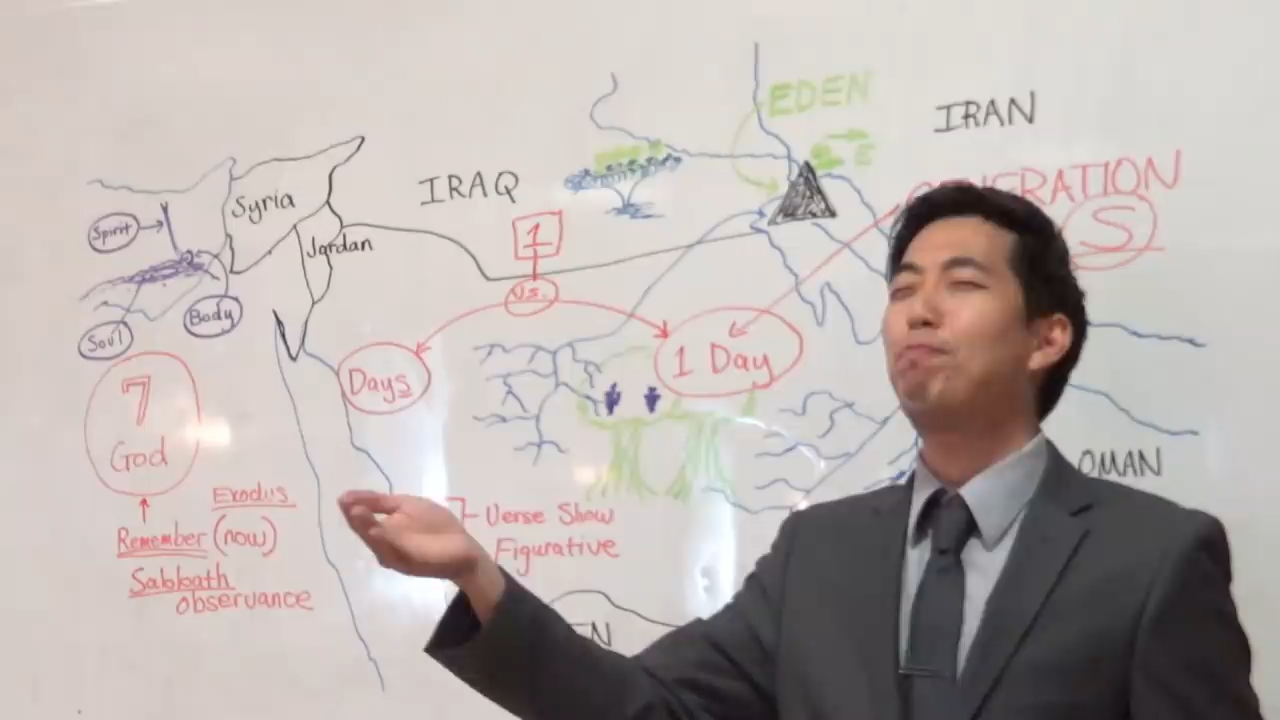 EDEN
IRAN
E
IRAQ
GENERATION
S
Syria
Spirit
Jordan
1
vs.
Body
Soul
Days
1 Day
7
God
OMAN
Exodus
Remember (now)
Sabbath
observance
Verse Show
Figurative
EN